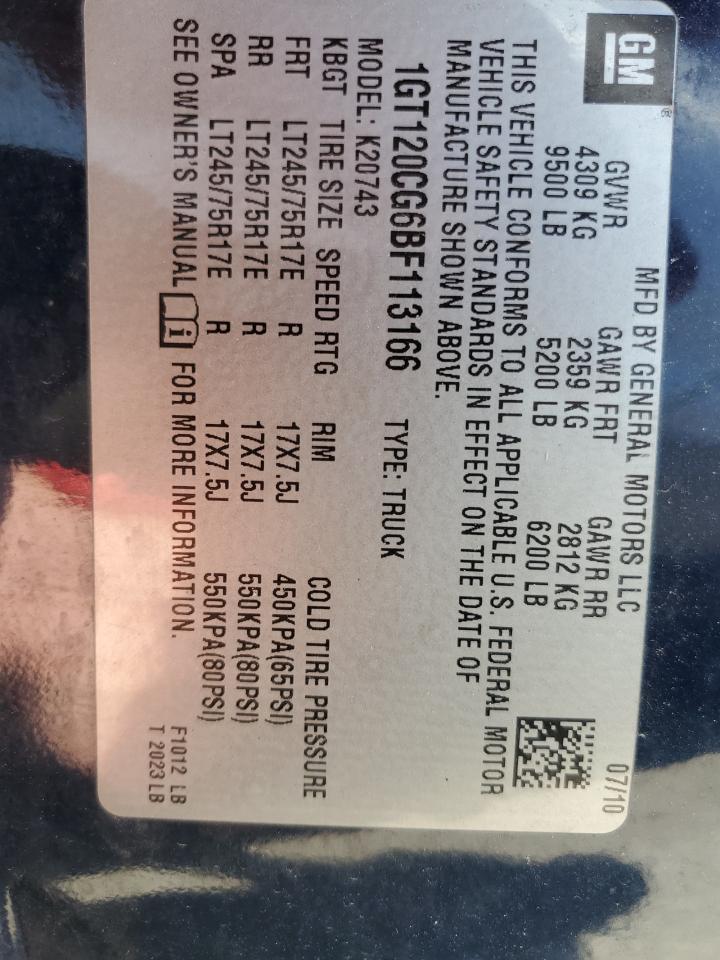 GM®
MFD BY GENERAL MOTORS LLC 07/10
GVWR GAWR FRT GAWR RR
4309 KG 2359 KG 2812 KG
9500 LB 5200 LB 6200 LB
THIS VEHICLE CONFORMS TO ALL APPLICABLE U.S. FEDERAL MOTOR
VEHICLE SAFETY STANDARDS IN EFFECT ON THE DATE OF
MANUFACTURE SHOWN ABOVE.
1GT120CG6BF113166 TYPE: TRUCK
MODEL: K20743
KBGT TIRE SIZE SPEED RTG RIM COLD TIRE PRESSURE
FRT LT245/75R17E R 17X7.5J 450KPA(65PSI)
RR LT245/75R17E R 17X7.5J 550KPA(80PSI)
SPA LT245/75R17E R 17X7.5J 550KPA(80PSI)
SEE OWNER'S MANUAL i FOR MORE INFORMATION.
F1012 LB
T 2023 LB